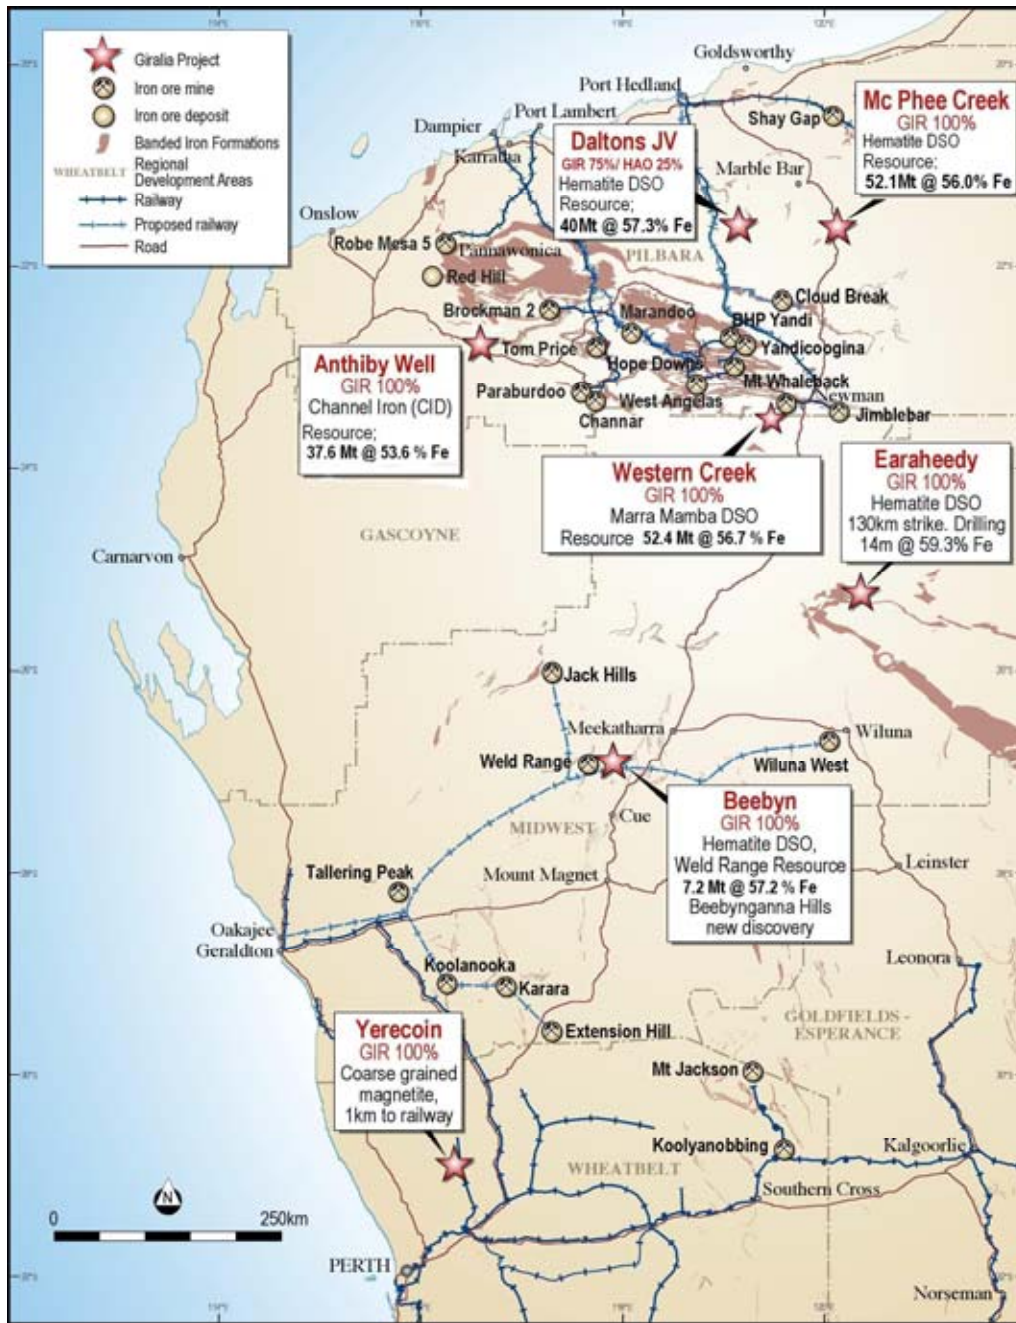 Giralia Project
Iron ore mine
Iron ore deposit
Banded Iron Formations
WHEATBELT
Regional
Development Areas
Railway
Proposed railway
Road
Goldsworthy
Port Hedland
Port Lambert
Dampier
Karratha
Shay Gap
Mc Phee Creek
GIR 100%
Hematite DSO
Resource;
52.1Mt @ 56.0% Fe
Daltons JV
GIR 75%/ HAO 25%
Hematite DSO
Resource;
40Mt @ 57.3% Fe
Marble Bar
Onslow
Robe Mesa 5
Pannawonica
PILBARA
Red Hill
Brockman 2
Marandoo
Cloud Break
BHP Yandi
Tom Price
Hope Downs
Yandicoogina
Mt Whaleback
Paraburdoo
West Angelas
Newman
Channar
Jimblebar
Anthiby Well
GIR 100%
Channel Iron (CID)
Resource;
37.6 Mt @ 53.6 % Fe
Western Creek
GIR 100%
Marra Mamba DSO
Resource 52.4 Mt @ 56.7 % Fe
Earaheedy
GIR 100%
Hematite DSO
130km strike. Drilling
14m @ 59.3% Fe
GASCOYNE
Carnarvon
Jack Hills
Meekatharra
Wiluna
Weld Range
Wiluna West
Beebyn
GIR 100%
Hematite DSO,
Weld Range Resource
7.2 Mt @ 57.2 % Fe
Beebynganna Hills
new discovery
MIDWEST
Cue
Tallering Peak
Mount Magnet
Leinster
Oakajee
Geraldton
Leonora
Koolanooka
Karara
Extension Hill
GOLDFIELDS -
ESPERANCE
Yerecoin
GIR 100%
Coarse grained
magnetite,
1km to railway
Mt Jackson
Koolyanobbing
Kalgoorlie
WHEATBELT
Southern Cross
N
0 250km
PERTH
Norseman